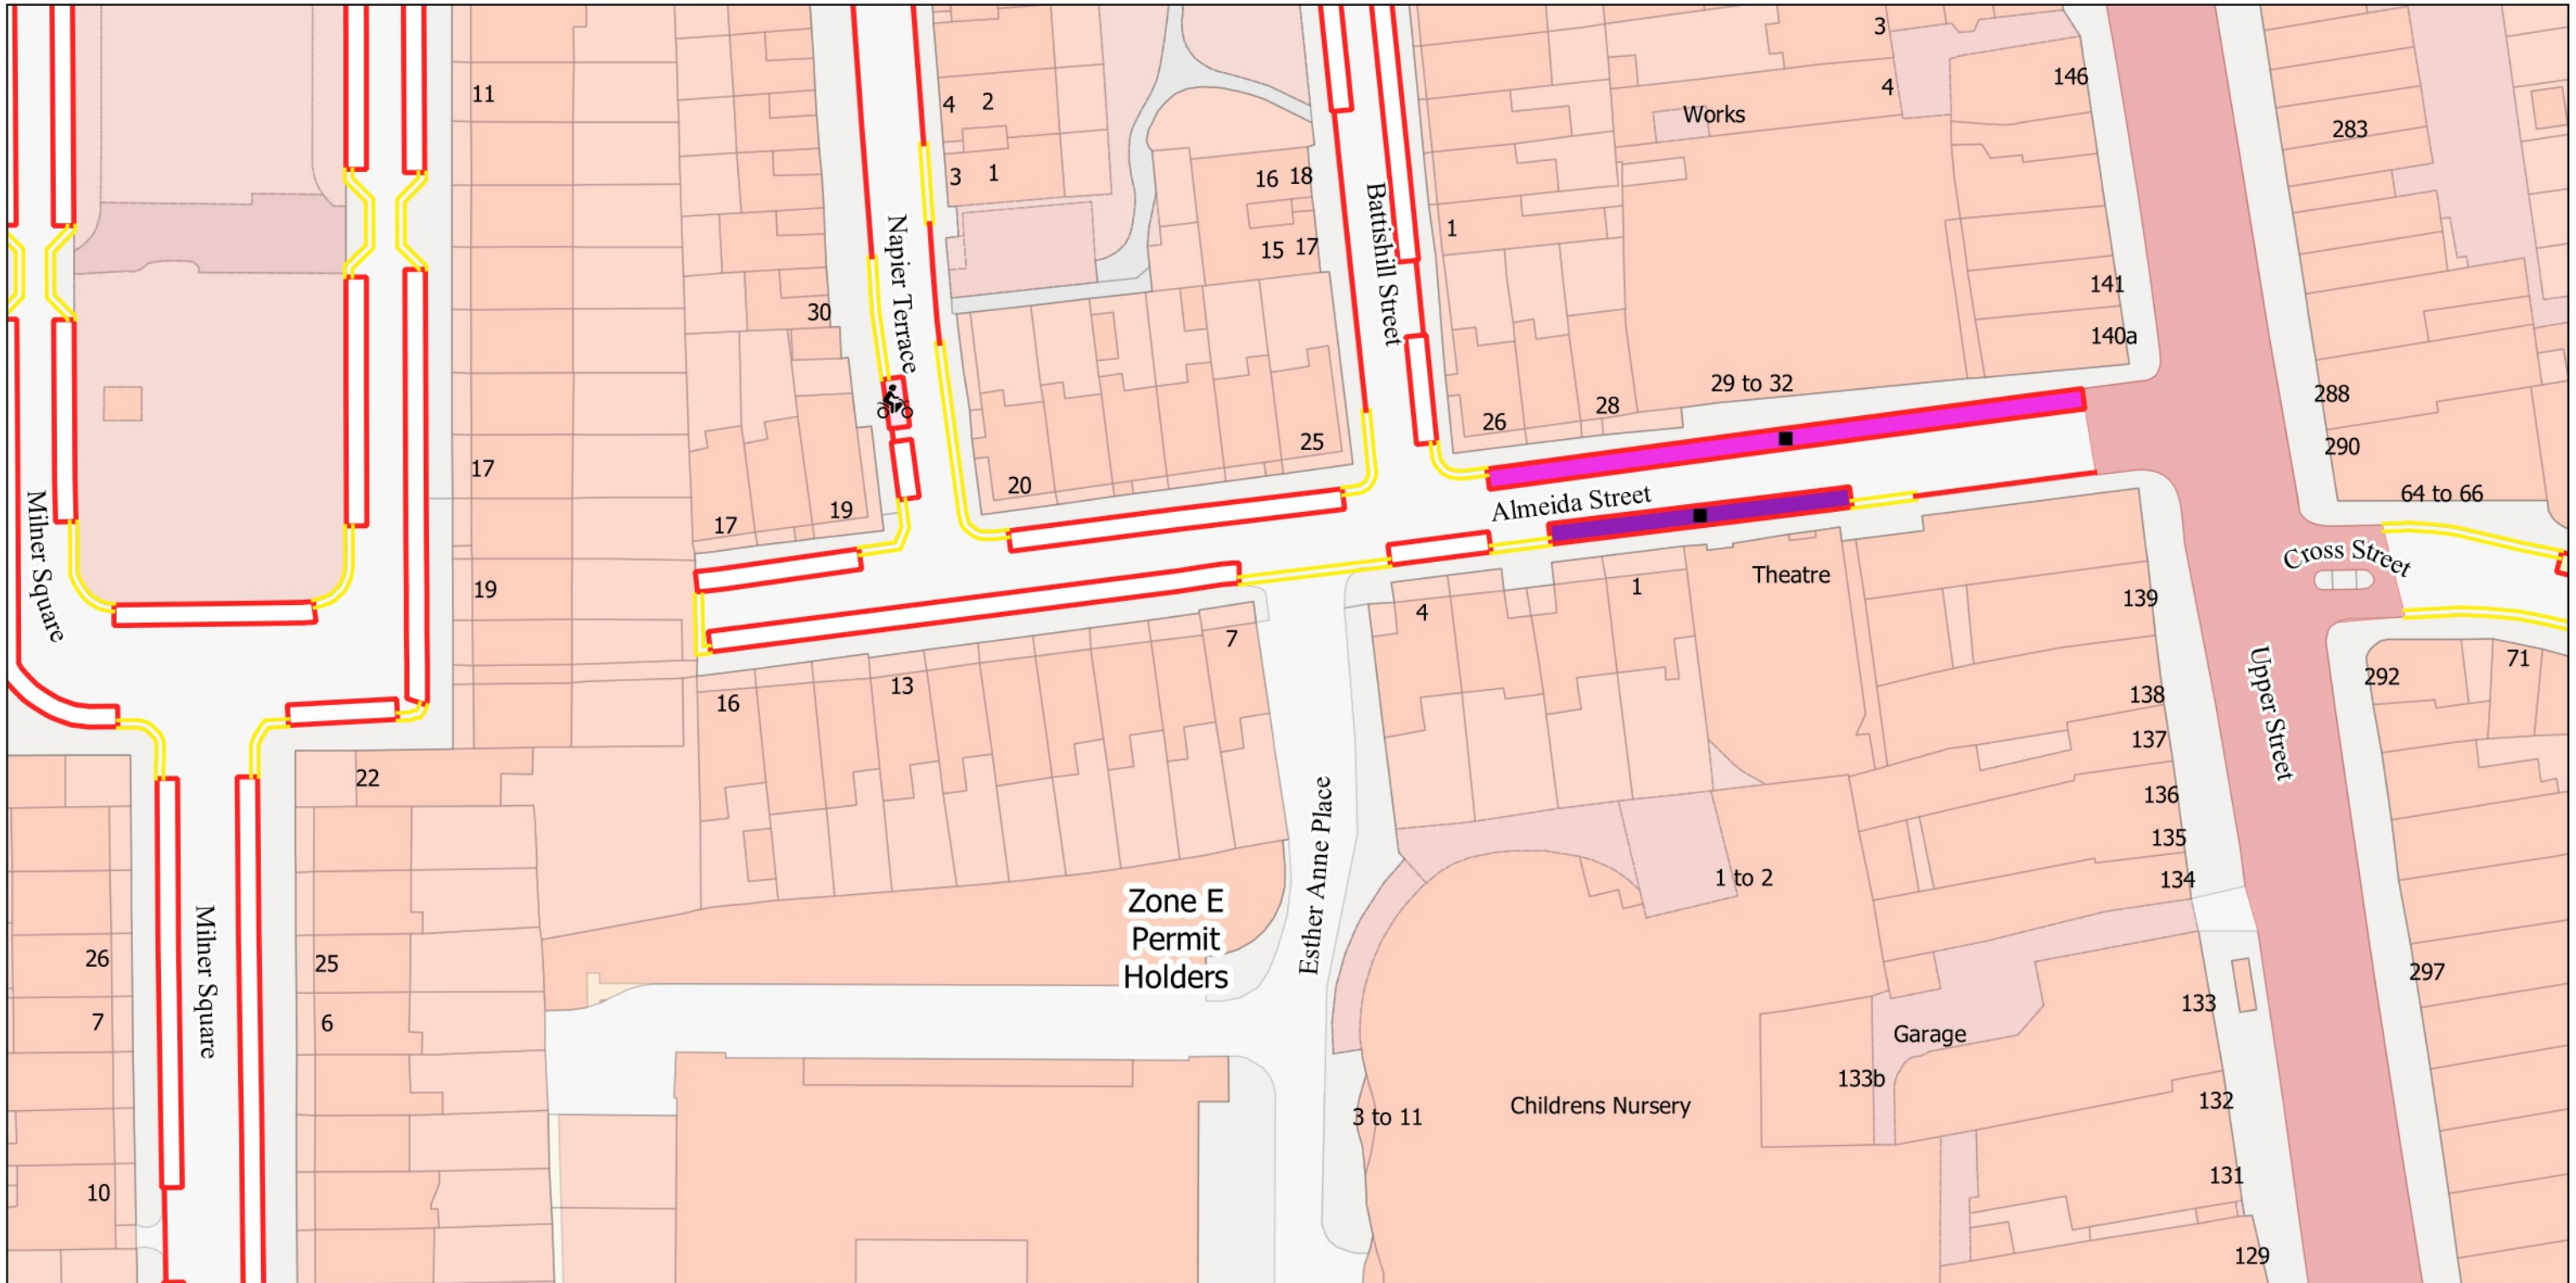 3
11
4
2
4
146
Works
283
3
1
16
18
1
15
17
Battishill Street
Napier Terrace
30
141
140a
29 to 32
288
28
26
25
290
17
20
64 to 66
Milner Square
19
17
Almeida Street
Cross Street
19
Theatre
1
139
4
7
71
13
292
16
138
Upper Street
137
22
136
135
Esther Anne Place
1 to 2
134
Zone E
Permit
Holders
Milner Square
26
25
297
7
6
133
Garage
133b
3 to 11
Childrens Nursery
132
131
10
129